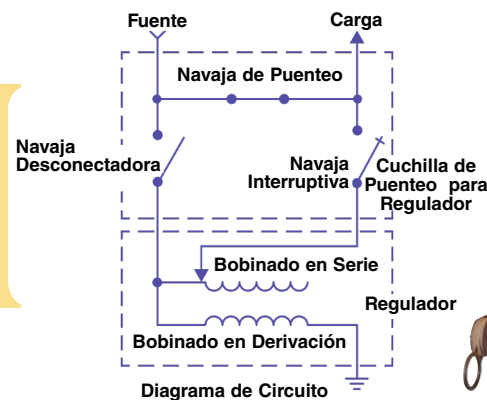 Fuente
Carga
Navaja de Puenteo
Navaja
Desconectadora
Navaja
Interruptiva
Cuchilla de
Puenteo para
Regulador
Bobinado en Serie
Regulador
Bobinado en Derivación
Diagrama de Circuito